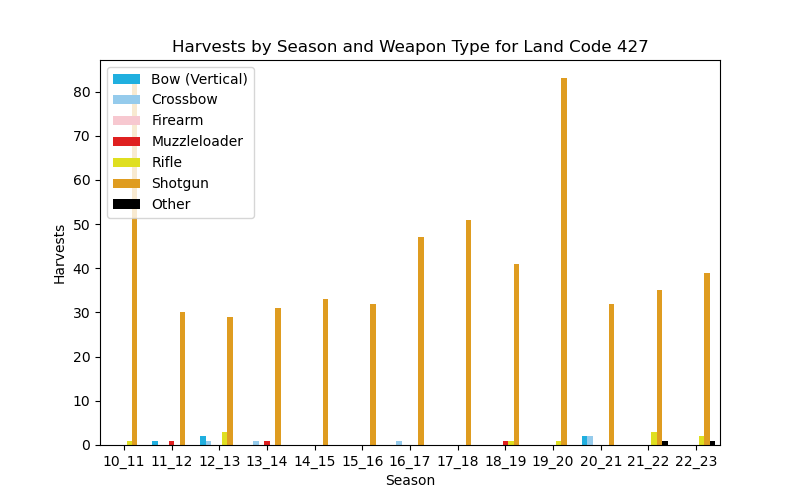 Harvests by Season and Weapon Type for Land Code 427
Bow (Vertical)
Crossbow
Firearm
Muzzleloader
Rifle
Shotgun
Other
80
70
60
50
40
30
20
10
0
Harvests
10_11 11_12 12_13 13_14 14_15 15_16 16_17 17_18 18_19 19_20 20_21 21_22 22_23
Season